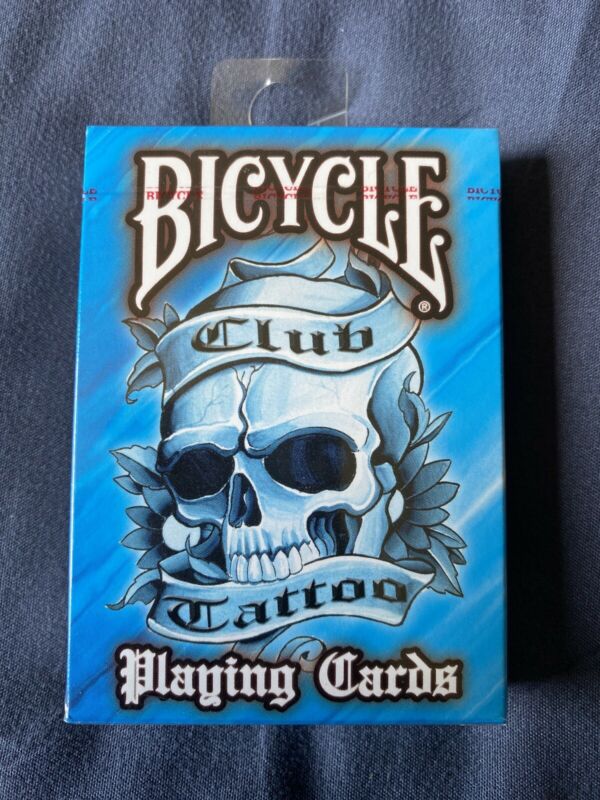 BICYCLE®
Club
Tattoo
Playing Cards